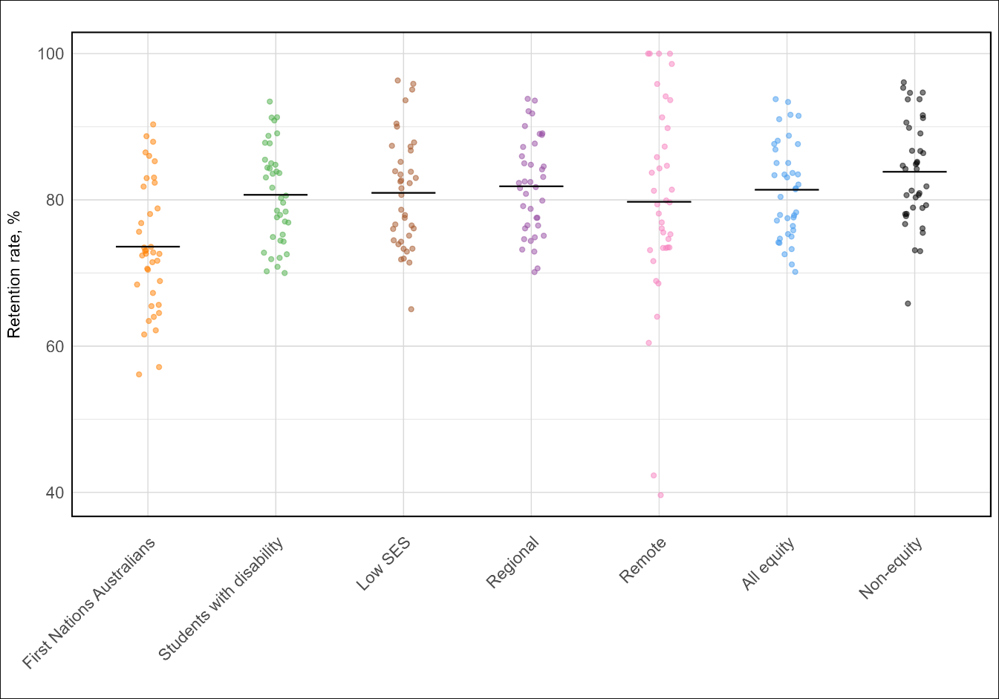 Retention rate, %
100
80
60
40
First Nations Australians
Students with disability
Low SES
Regional
Remote
All equity
Non-equity